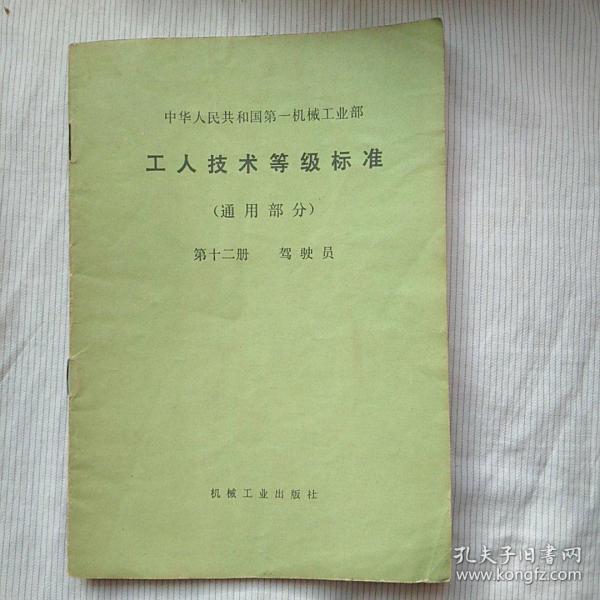 中华人民共和国第一机械工业部
工人技术等级标准
(通用部分)
第十二册 驾驶员
机械工业出版社
孔夫子旧书网
www.kongfz.com